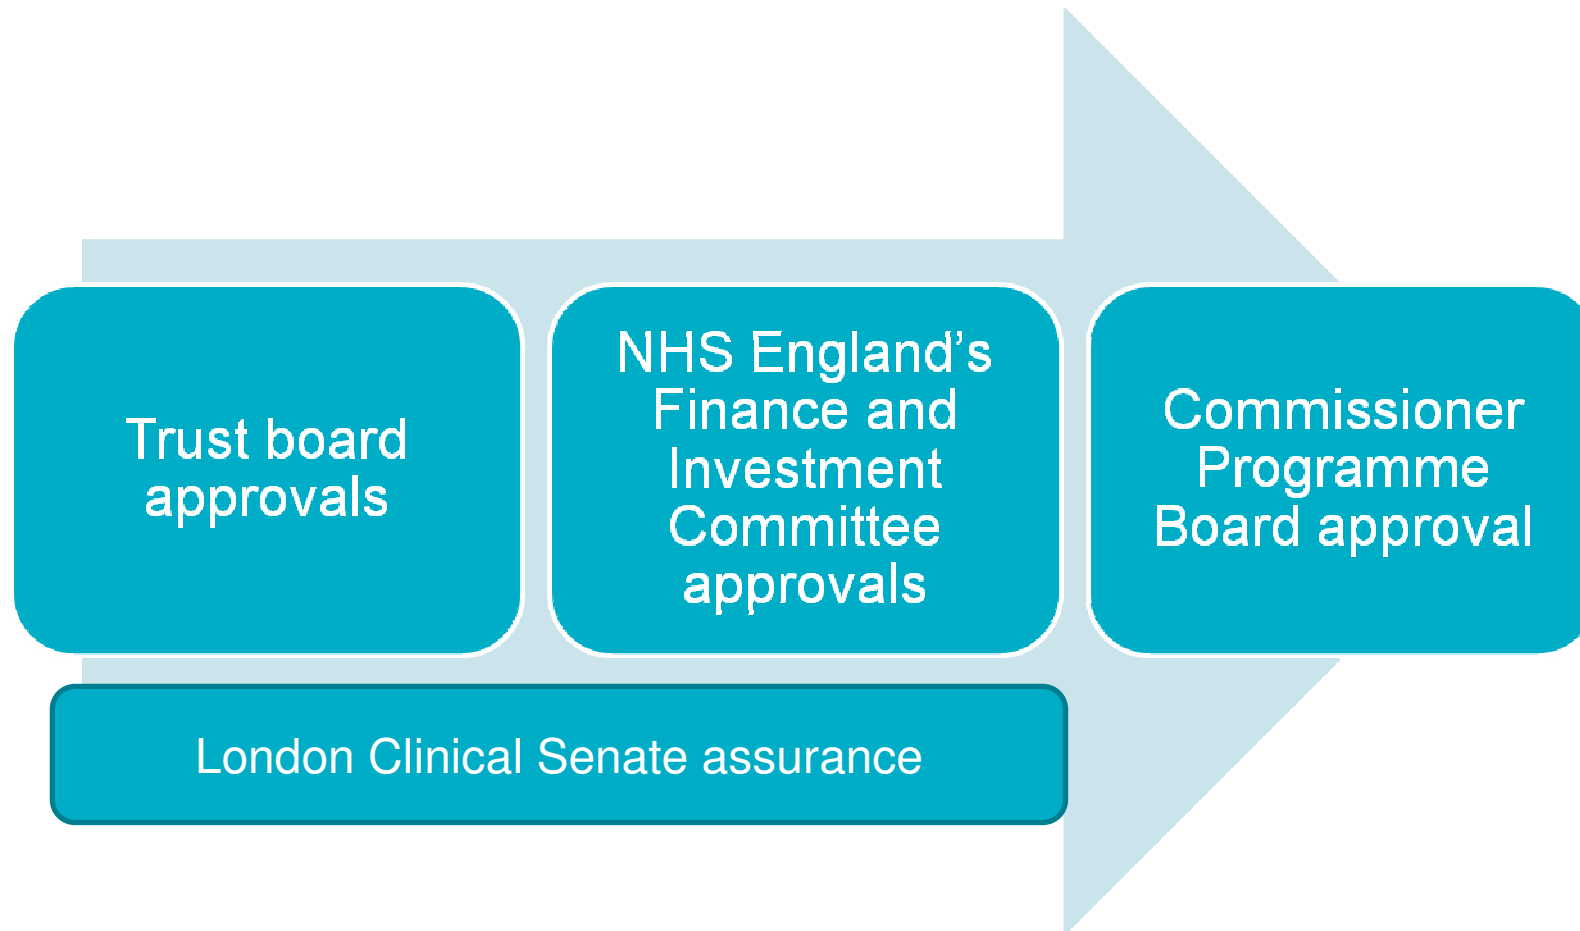 Trust board
approvals
NHS England’s
Finance and
Investment
Committee
approvals
Commissioner
Programme
Board approval
London Clinical Senate assurance